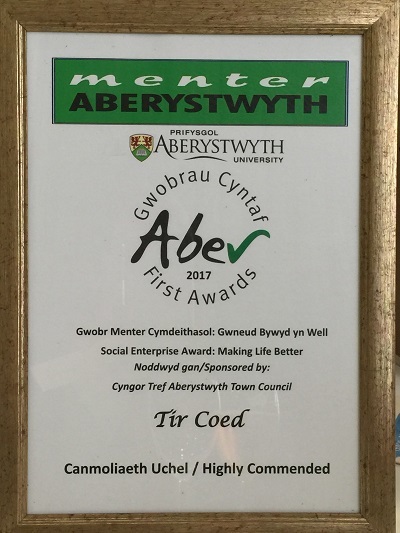 menter
ABERYSTWYTH
PRIFYSGOL
ABERYSTWYTH
UNIVERSITY
Gwobrau Cyntaf
Aber
2017
First Awards
Gwobr Menter Cymdeithasol: Gwneud Bywyd yn Well
Social Enterprise Award: Making Life Better
Noddwyd gan/Sponsored by:
Cyngor Tref Aberystwyth Town Council
Tir Coed
Canmoliaeth Uchel / Highly Commended